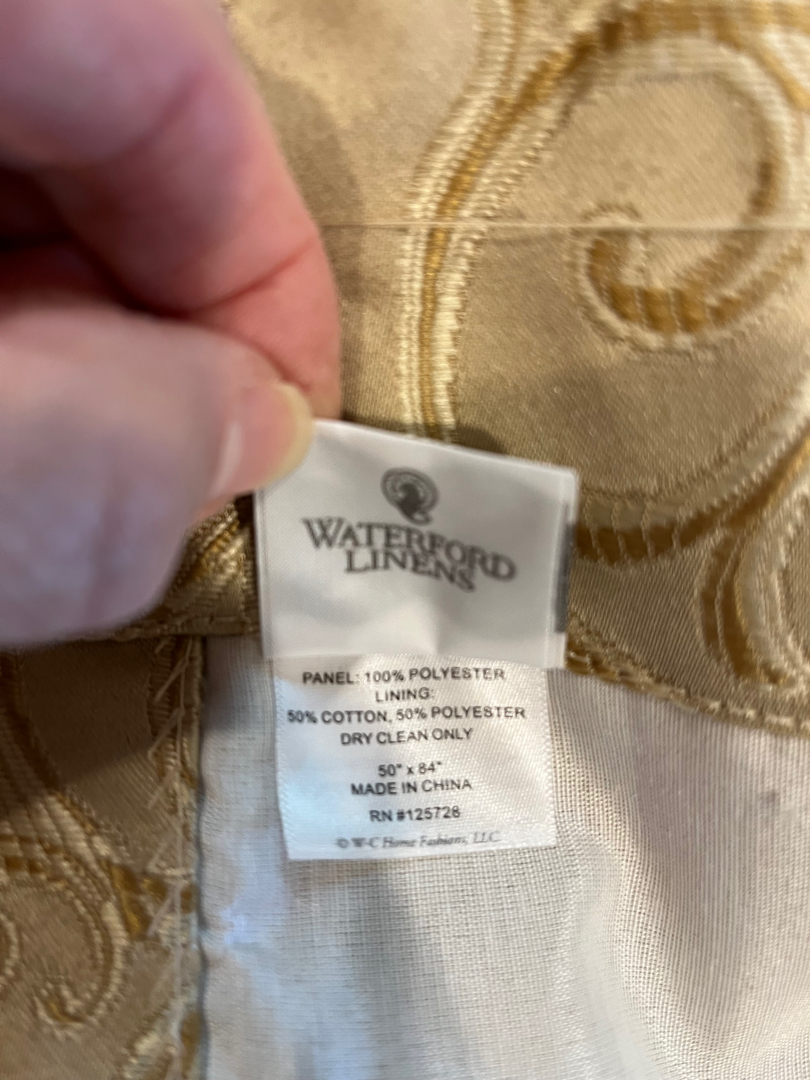 WATERFORD
LINENS
PANEL: 100% POLYESTER
LINING:
50% COTTON, 50% POLYESTER
DRY CLEAN ONLY
50" x 84"
MADE IN CHINA
RN #125728
© W-C Home Fashions, LLC